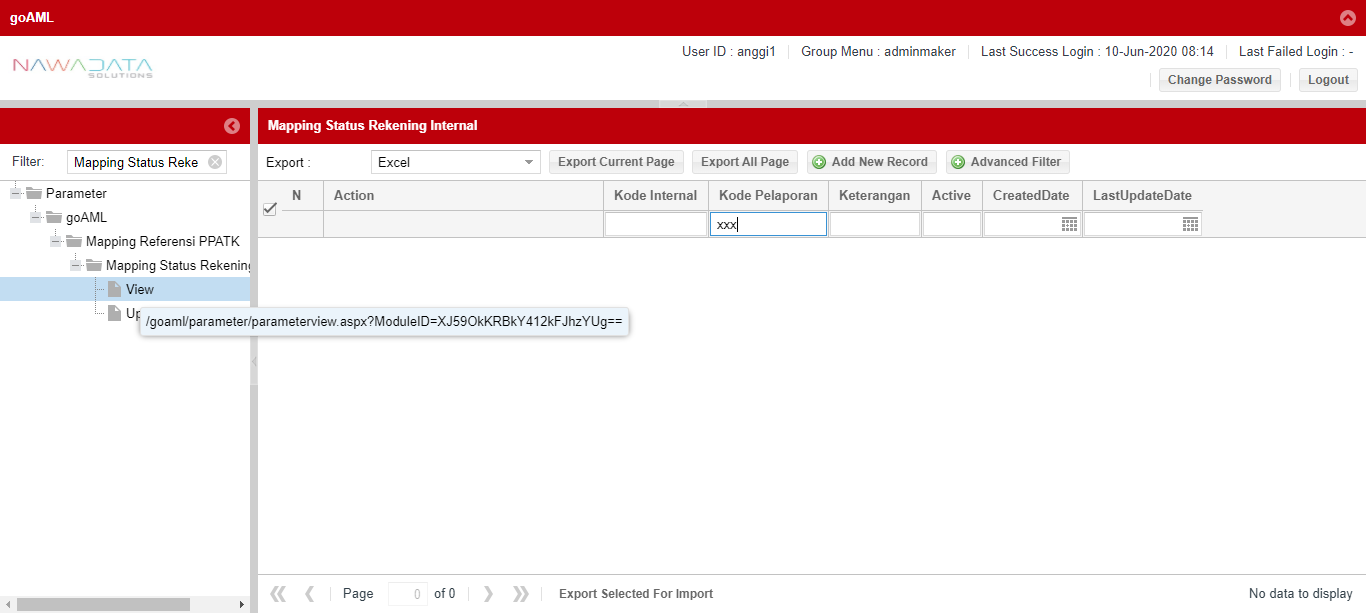 goAML
NAWADATA
SOLUTIONS
User ID : anggi1
Group Menu : adminmaker
Last Success Login : 10-Jun-2020 08:14
Last Failed Login : -
Change Password
Logout
Mapping Status Rekening Internal
Filter:
Mapping Status Reke
Export :
Excel
Export Current Page
Export All Page
Add New Record
Advanced Filter
Parameter
goAML
Mapping Referensi PPATK
Mapping Status Rekening
View
Up
/goaml/parameter/parameterview.aspx?ModuleID=XJ59OkKRBkY412kFJhzYUg==
N
Action
Kode Internal
Kode Pelaporan
Keterangan
Active
CreatedDate
LastUpdateDate
xxx
Page
0
of 0
Export Selected For Import
No data to display